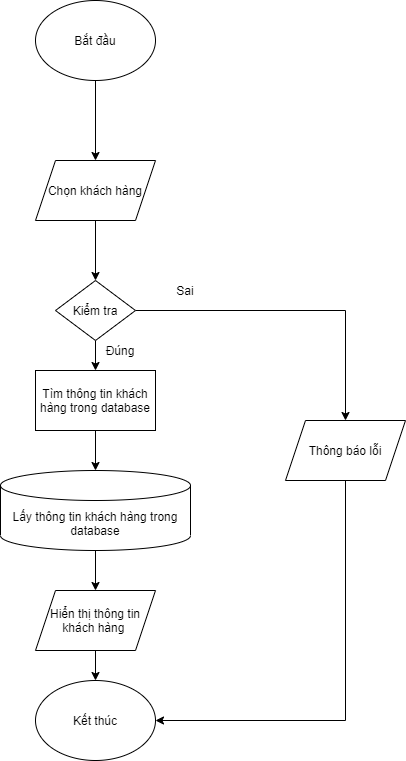 Bắt đầu
Chọn khách hàng
Kiểm tra
Sai
Đúng
Tìm thông tin khách
hàng trong database
Thông báo lỗi
Lấy thông tin khách hàng trong
database
Hiển thị thông tin
khách hàng
Kết thúc